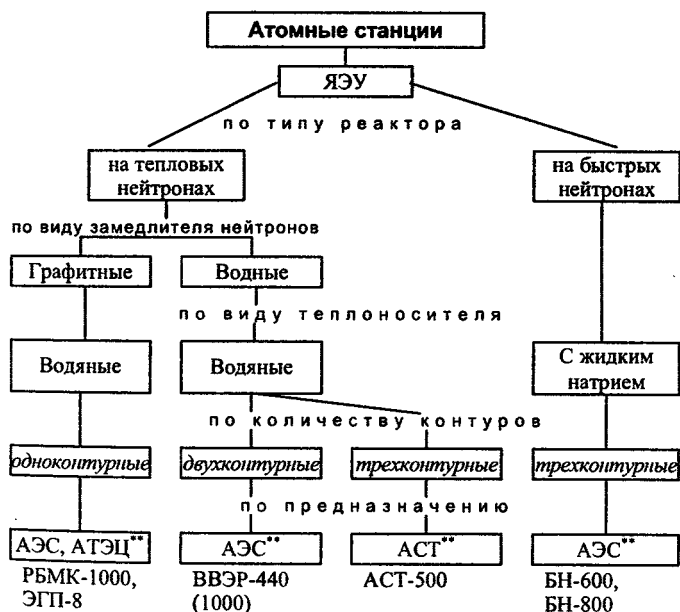 Атомные станции
ЯЭУ
по типу реактора
на тепловых
нейтронах
на быстрых
нейтронах
по виду замедлителя нейтронов
Графитные
Водные
по виду теплоносителя
Водяные
Водяные
С жидким
натрием
по количеству контуров
одноконтурные
двухконтурные
трехконтурные
трехконтурные
по предназначению
АЭС, АТЭЦ**
АЭС**
АСТ**
АЭС**
РБМК-1000,
ЭГП-8
ВВЭР-440
(1000)
АСТ-500
БН-600,
БН-800